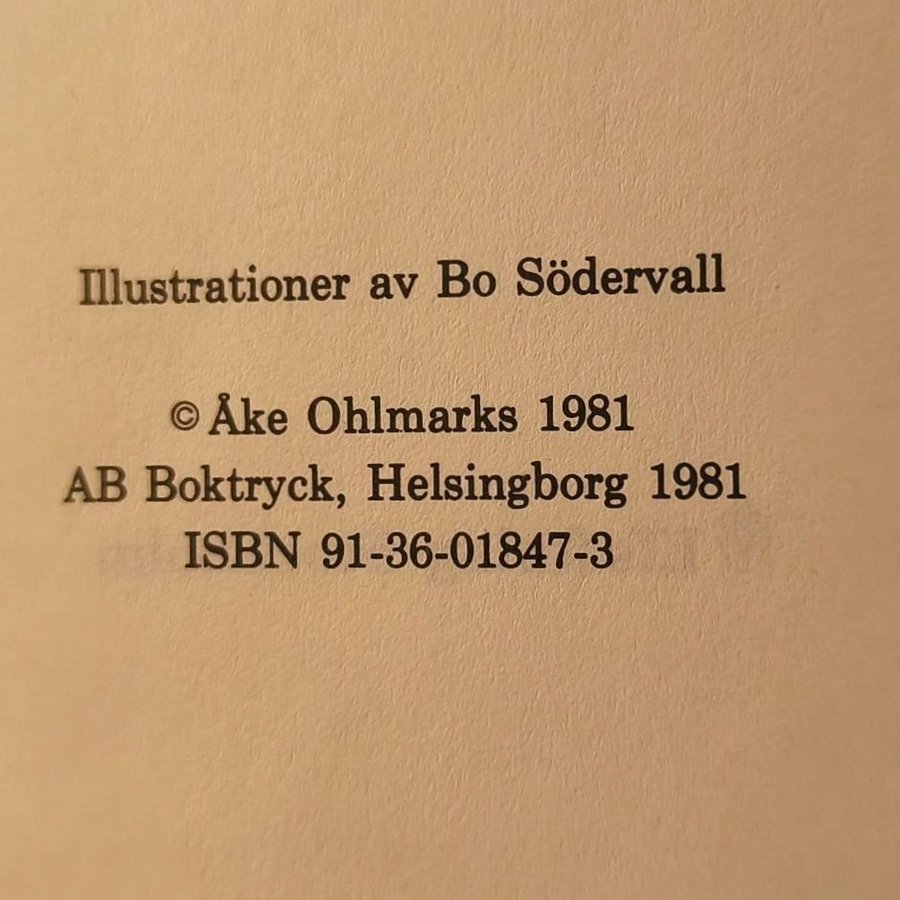 Illustrationer av Bo Södervall
© Åke Ohlmarks 1981
AB Boktryck, Helsingborg 1981
ISBN 91-36-01847-3